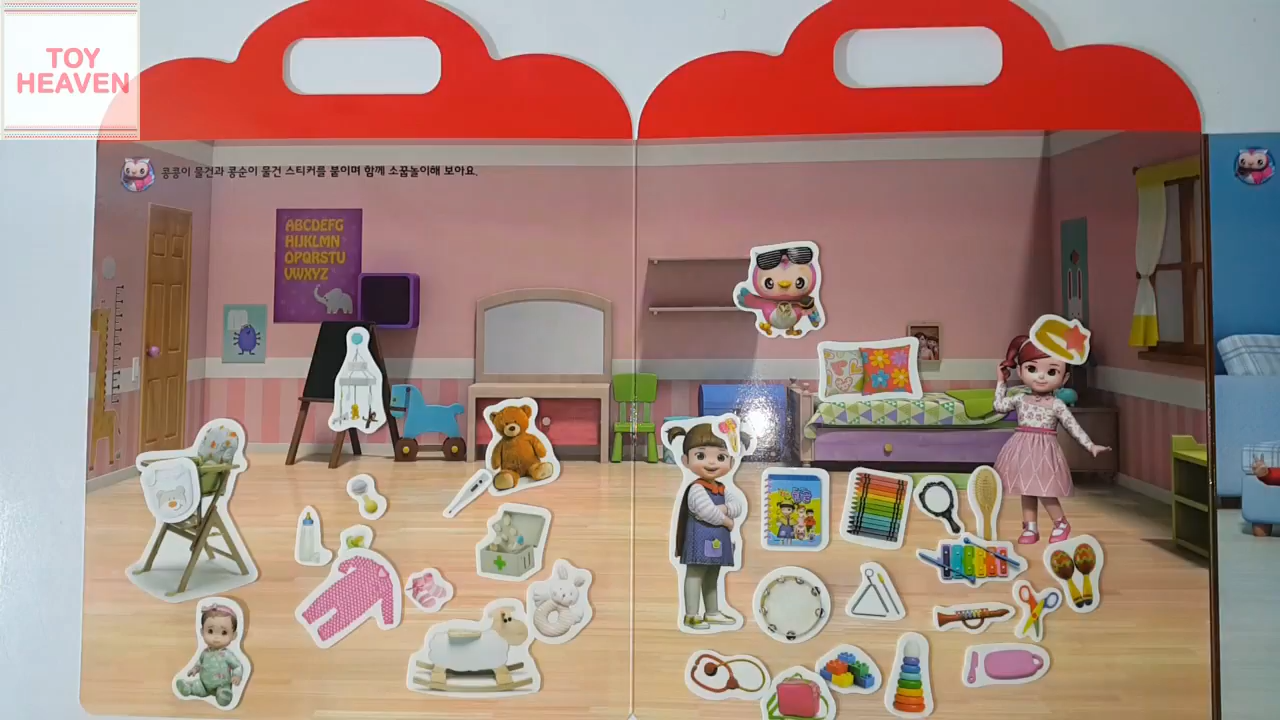 TOY
HEAVEN
콩콩이 물건과 콩순이 물건 스티커를 붙이며 함께 소꿉놀이해 보아요.
ABCDEFG
HIJKLMN
OPQRSTU
VWXYZ